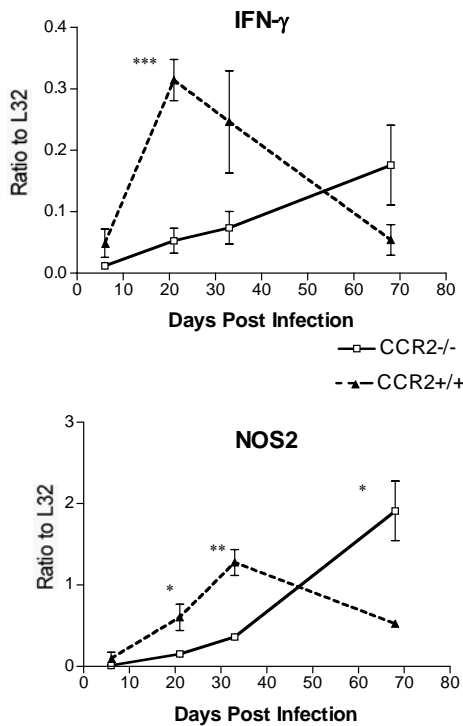 IFN-γ
0.4
***
0.3
Ratio to L32
0.2
0.1
0.0
0 10 20 30 40 50 60 70 80
Days Post Infection
CCR2-/-
CCR2+/+
NOS2
3
Ratio to L32
2
*
**
*
1
0
0 10 20 30 40 50 60 70 80
Days Post Infection